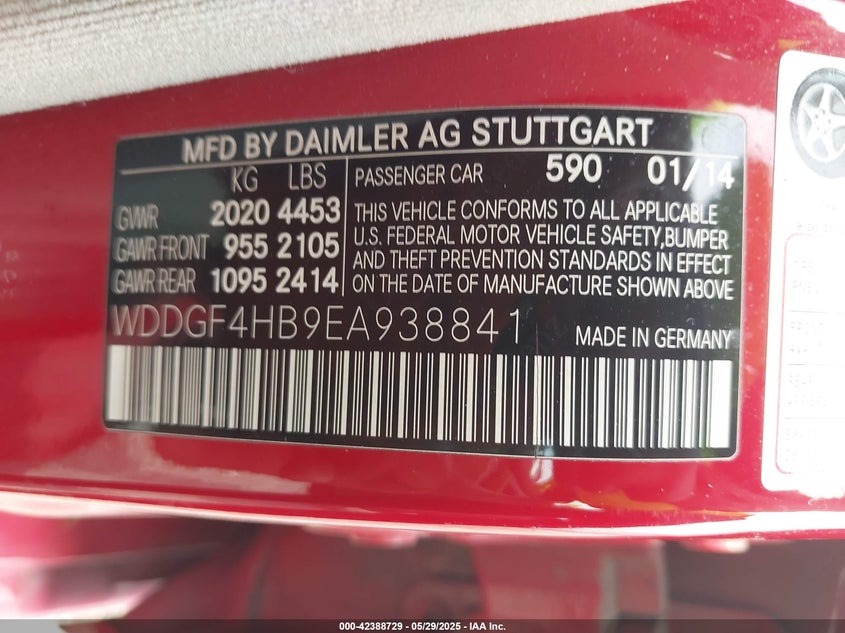 MFD BY DAIMLER AG STUTTGART
KG LBS
GVWR 2020 4453
GAWR FRONT 955 2105
GAWR REAR 1095 2414
PASSENGER CAR 590 01/14
THIS VEHICLE CONFORMS TO ALL APPLICABLE
U.S. FEDERAL MOTOR VEHICLE SAFETY,BUMPER
AND THEFT PREVENTION STANDARDS IN EFFECT
ON THE DATE OF MANUFACTURE SHOWN ABOVE
WDDGF4HB9EA938841
MADE IN GERMANY
000-42388729 - 05/29/2025 - IAA Inc.